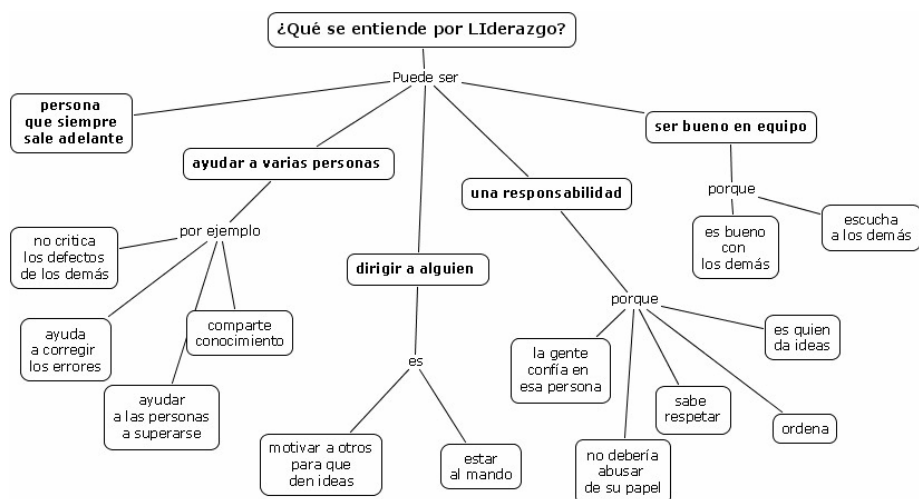 ¿Qué se entiende por LIderazgo?
Puede ser
persona
que siempre
sale adelante
ayudar a varias personas
por ejemplo
no critica
los defectos
de los demás
ayuda
a corregir
los errores
ayudar
a las personas
a superarse
comparte
conocimiento
dirigir a alguien
es
motivar a otros
para que
den ideas
estar
al mando
una responsabilidad
porque
la gente
confía en
esa persona
no debería
abusar
de su papel
sabe
respetar
ordena
es quien
da ideas
ser bueno en equipo
porque
es bueno
con
los demás
escucha
a los demás